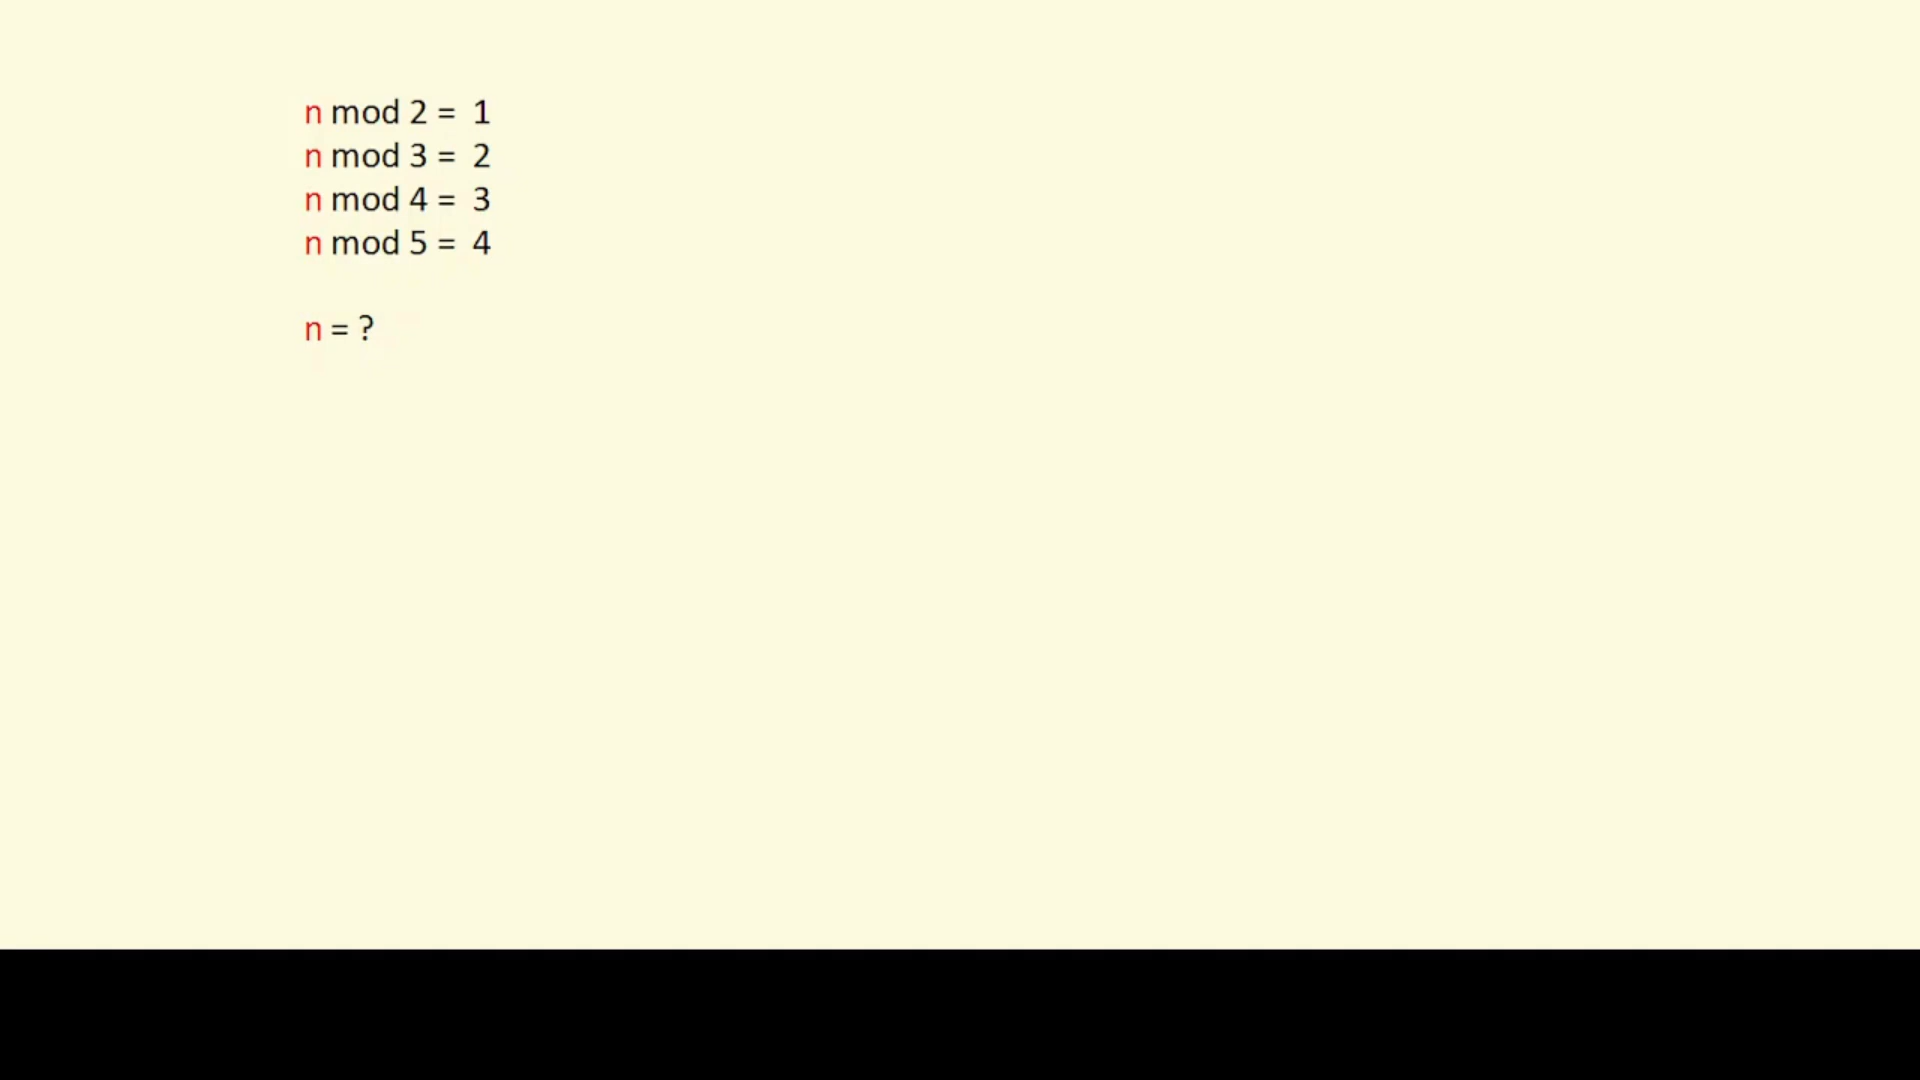 n mod 2 = 1
n mod 3 = 2
n mod 4 = 3
n mod 5 = 4
n = ?